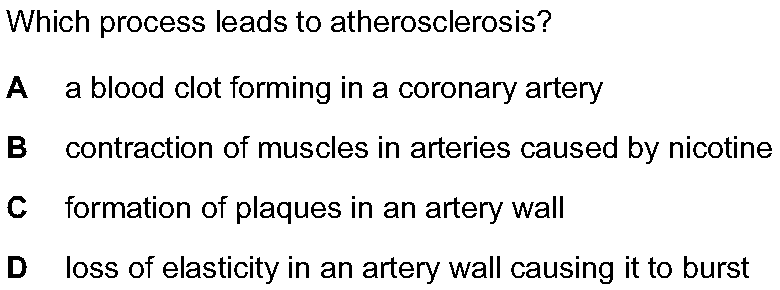 Which process leads to atherosclerosis?
A a blood clot forming in a coronary artery
B contraction of muscles in arteries caused by nicotine
C formation of plaques in an artery wall
D loss of elasticity in an artery wall causing it to burst